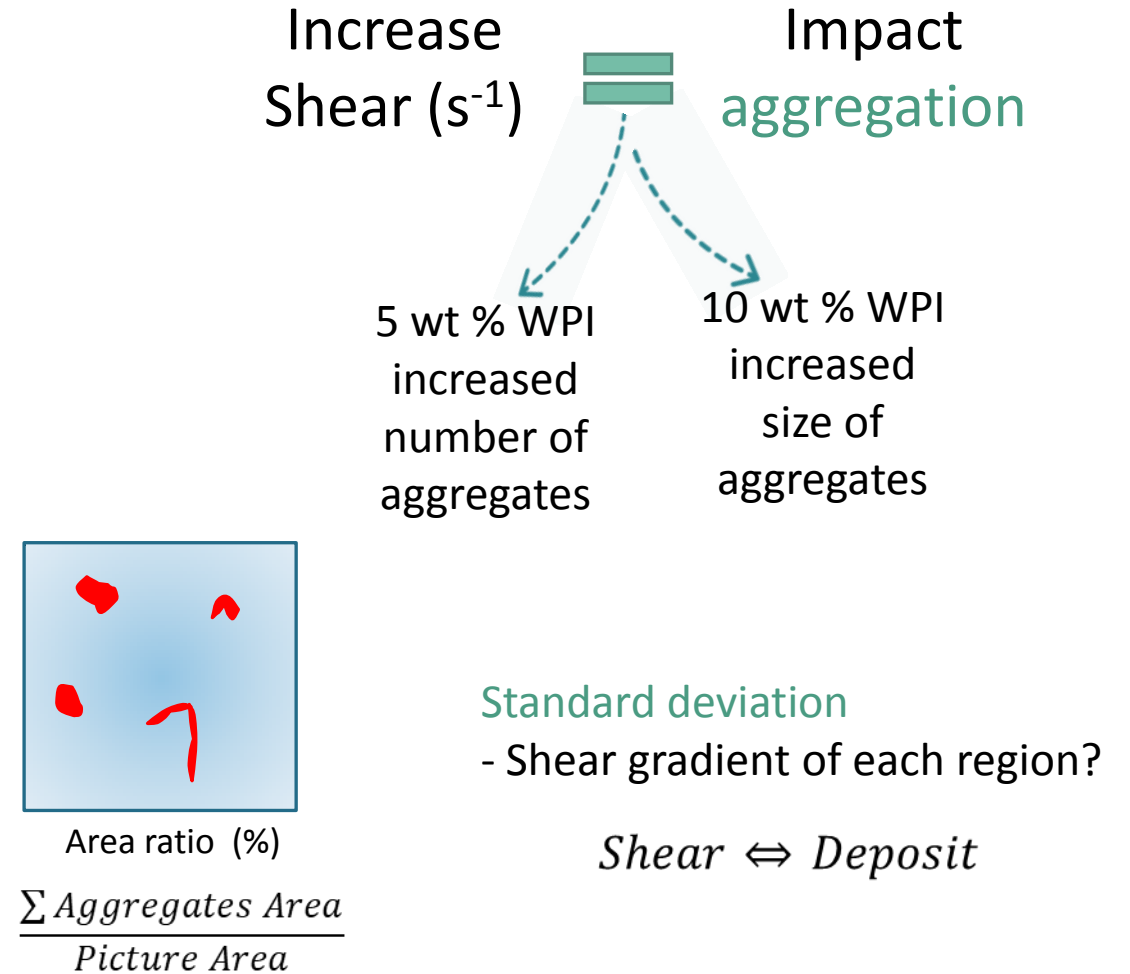 Increase
Shear (s⁻¹)
=
Impact
aggregation
5 wt % WPI
increased
number of
aggregates
10 wt % WPI
increased
size of
aggregates
Area ratio (%)
∑ Aggregates Area
Picture Area
Standard deviation
- Shear gradient of each region?
Shear ⇔ Deposit